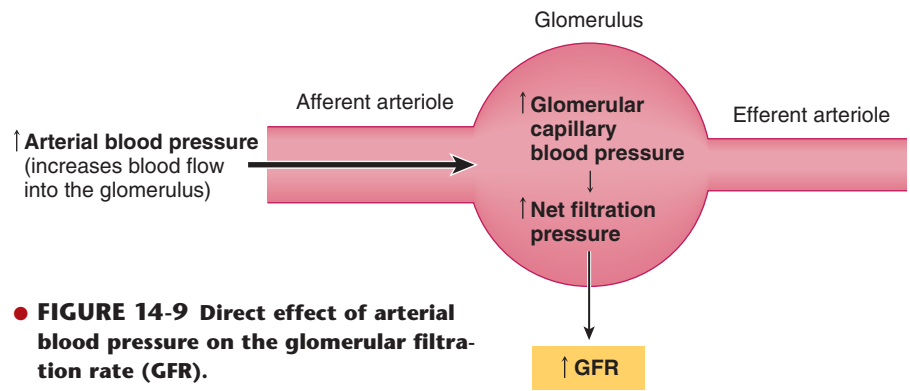 Glomerulus
Afferent arteriole
Efferent arteriole
↑Arterial blood pressure
(increases blood flow
into the glomerulus)
↑Glomerular
capillary
blood pressure
↓
↑Net filtration
pressure
↑GFR
● FIGURE 14-9 Direct effect of arterial
blood pressure on the glomerular filtra-
tion rate (GFR).